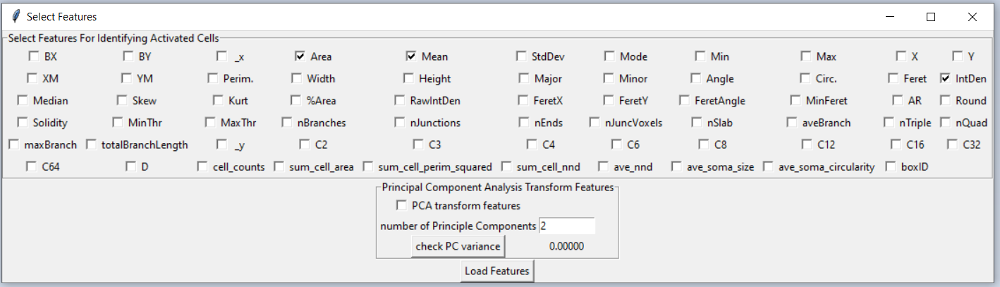 Select Features
Select Features For Identifying Activated Cells
BX BY _x Area Mean StdDev Mode Min Max X Y
XM YM Perim. Width Height Major Minor Angle Circ. Feret IntDen
Median Skew Kurt %Area RawIntDen FeretX FeretY FeretAngle MinFeret AR Round
Solidity MinThr MaxThr nBranches nJunctions nEnds nJuncVoxels nSlab aveBranch nTriple nQuad
maxBranch totalBranchLength _y C2 C3 C4 C6 C8 C12 C16 C32
C64 D cell_counts sum_cell_area sum_cell_perim_squared sum_cell_nnd ave_nnd ave_soma_size ave_soma_circularity boxID
Principal Component Analysis Transform Features
PCA transform features
number of Principle Components 2
check PC variance 0.00000
Load Features